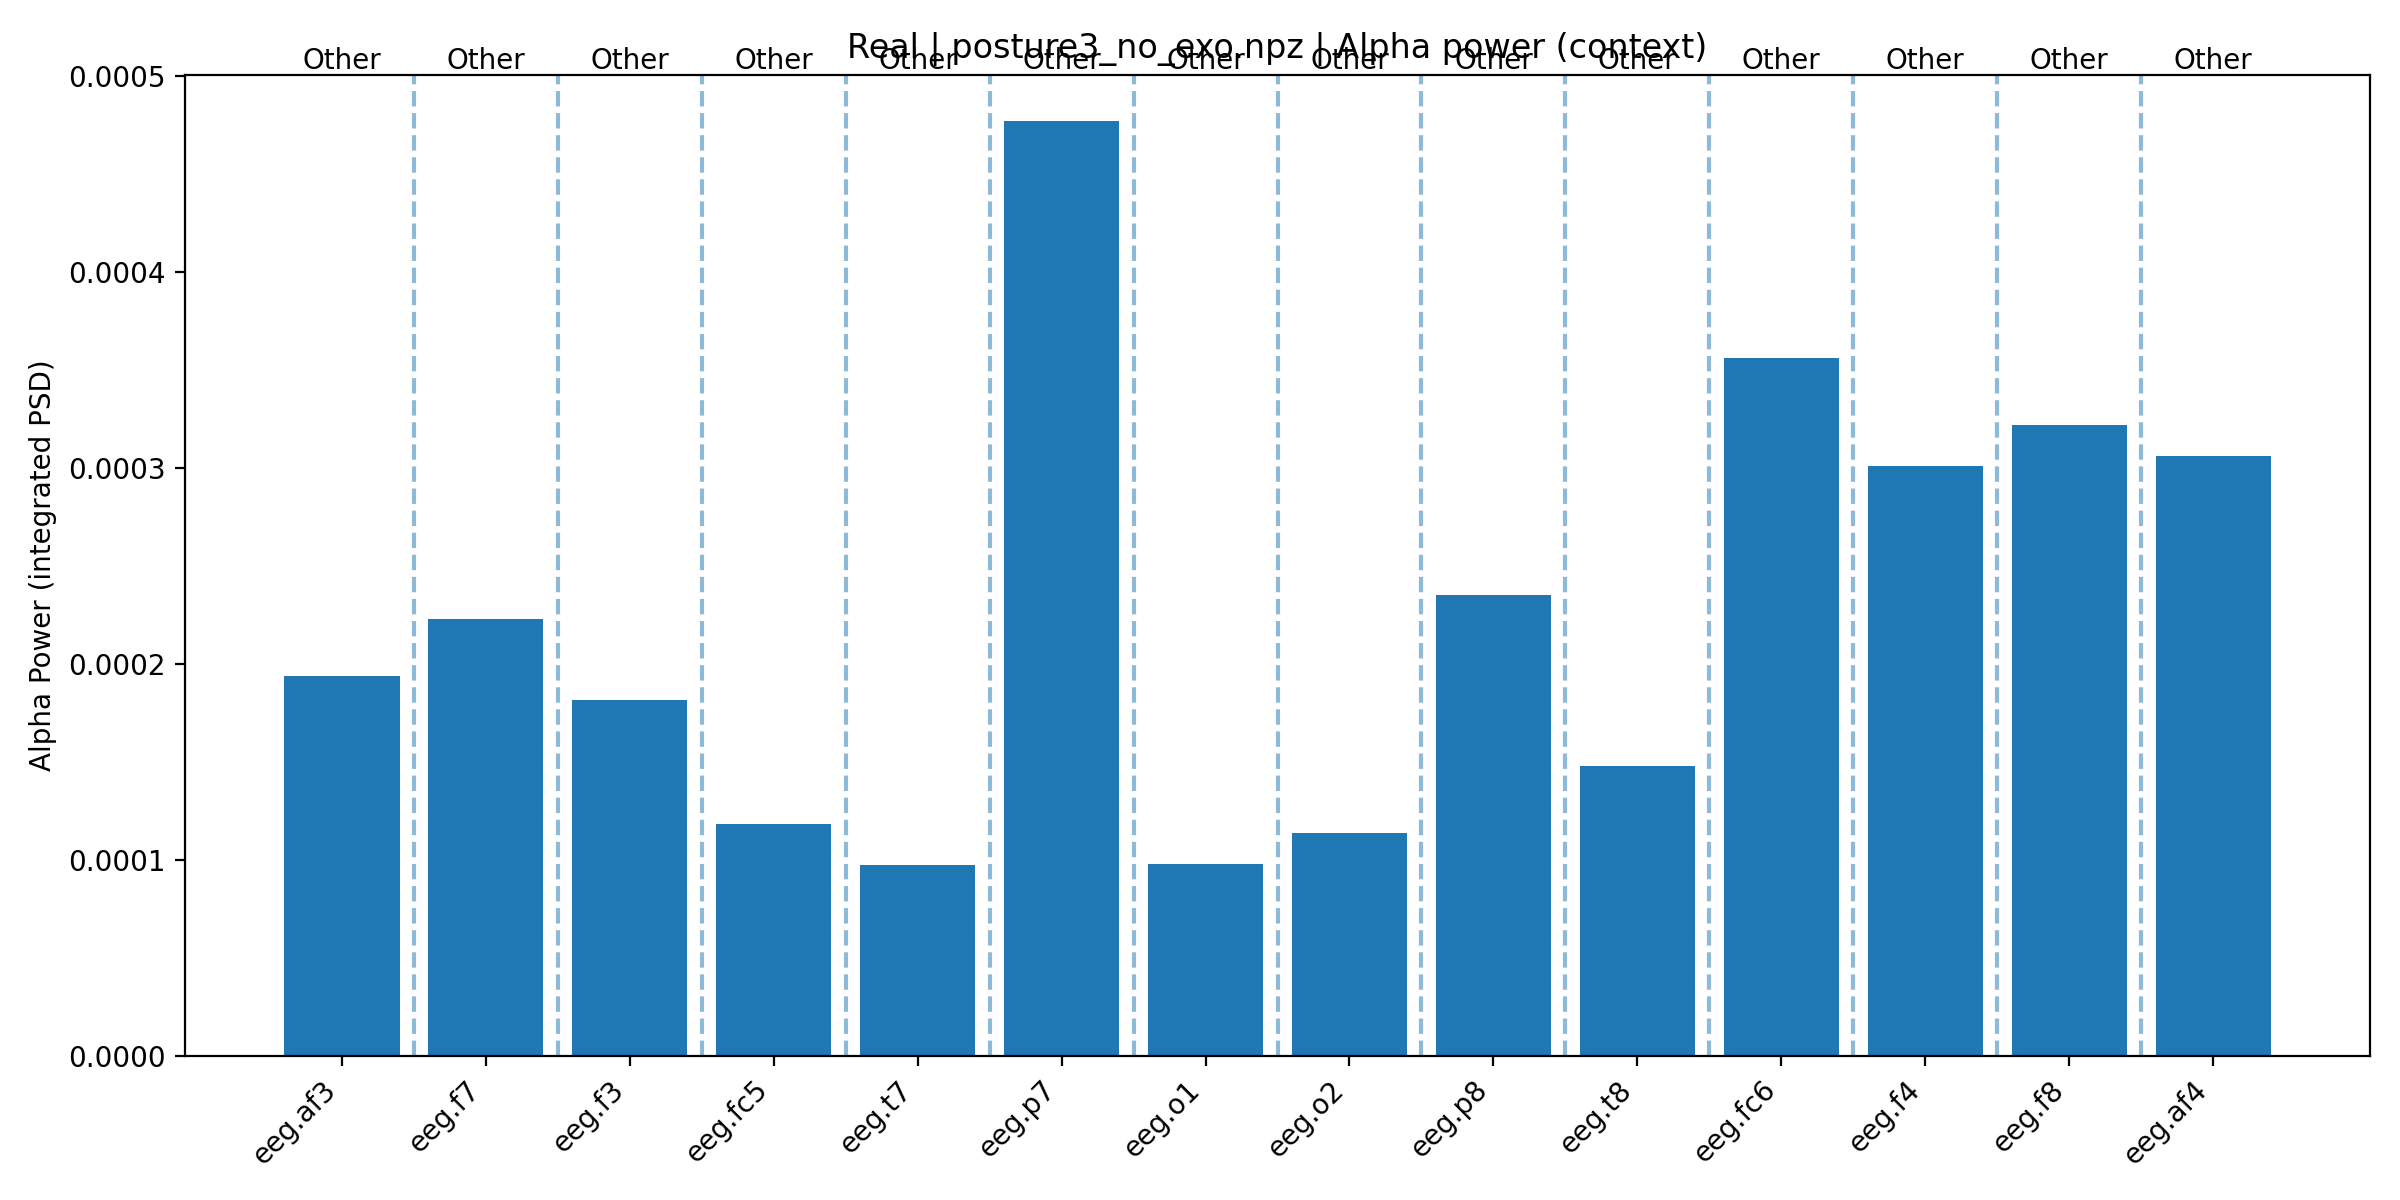 Real | posture3_no_exo.npz | Alpha power (context)
Other Other Other Other Other Other Other Other Other Other Other Other Other Other
0.0005
0.0004
0.0003
0.0002
0.0001
0.0000
Alpha Power (integrated PSD)
eeg.af3 eeg.f7 eeg.f3 eeg.fc5 eeg.t7 eeg.p7 eeg.o1 eeg.o2 eeg.p8 eeg.t8 eeg.fc6 eeg.f4 eeg.f8 eeg.af4